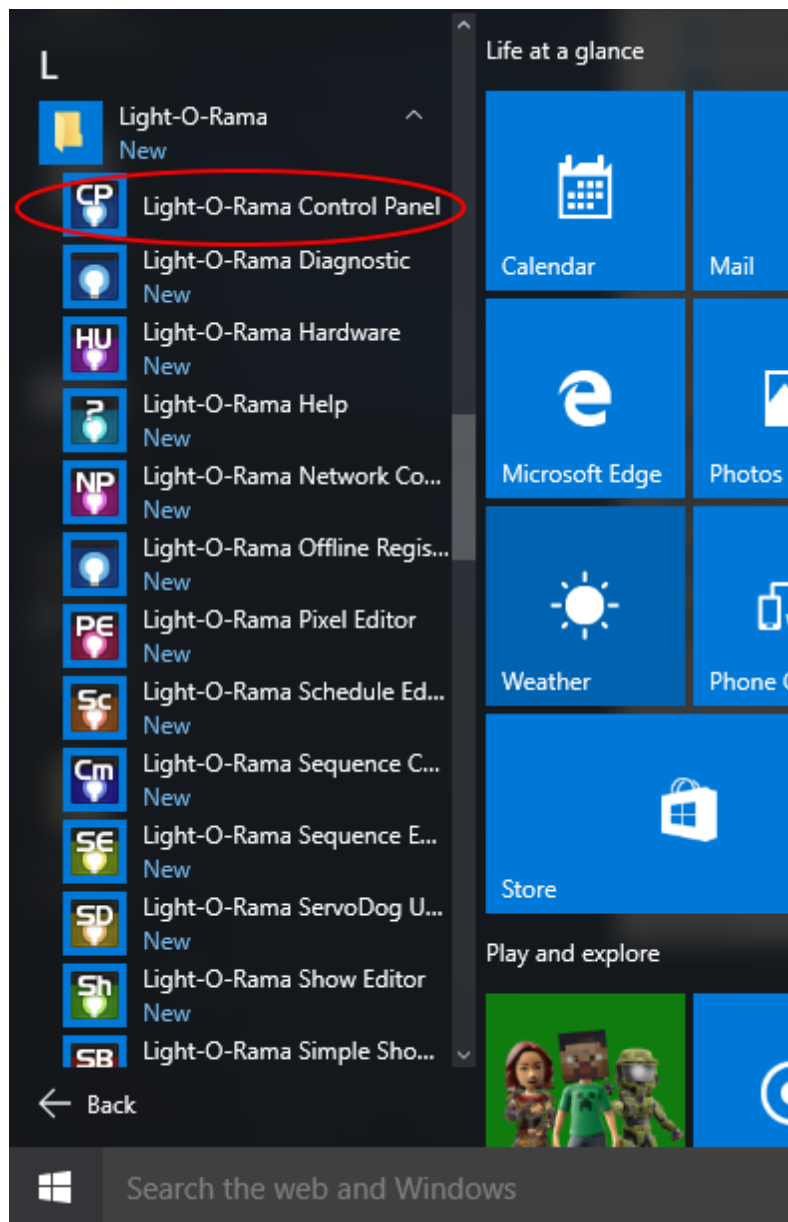 L
Light-O-Rama
New
CP
Light-O-Rama Control Panel
Light-O-Rama Diagnostic
New
HU
Light-O-Rama Hardware
New
?
Light-O-Rama Help
New
NP
Light-O-Rama Network Co...
New
Light-O-Rama Offline Regis...
New
PE
Light-O-Rama Pixel Editor
New
Sc
Light-O-Rama Schedule Ed...
New
Cm
Light-O-Rama Sequence C...
New
SE
Light-O-Rama Sequence E...
New
SD
Light-O-Rama ServoDog U...
New
Sh
Light-O-Rama Show Editor
New
SB
Light-O-Rama Simple Sho...
Back
Search the web and Windows
Life at a glance
Calendar
Mail
Microsoft Edge
Photos
Weather
Phone C
Store
Play and explore